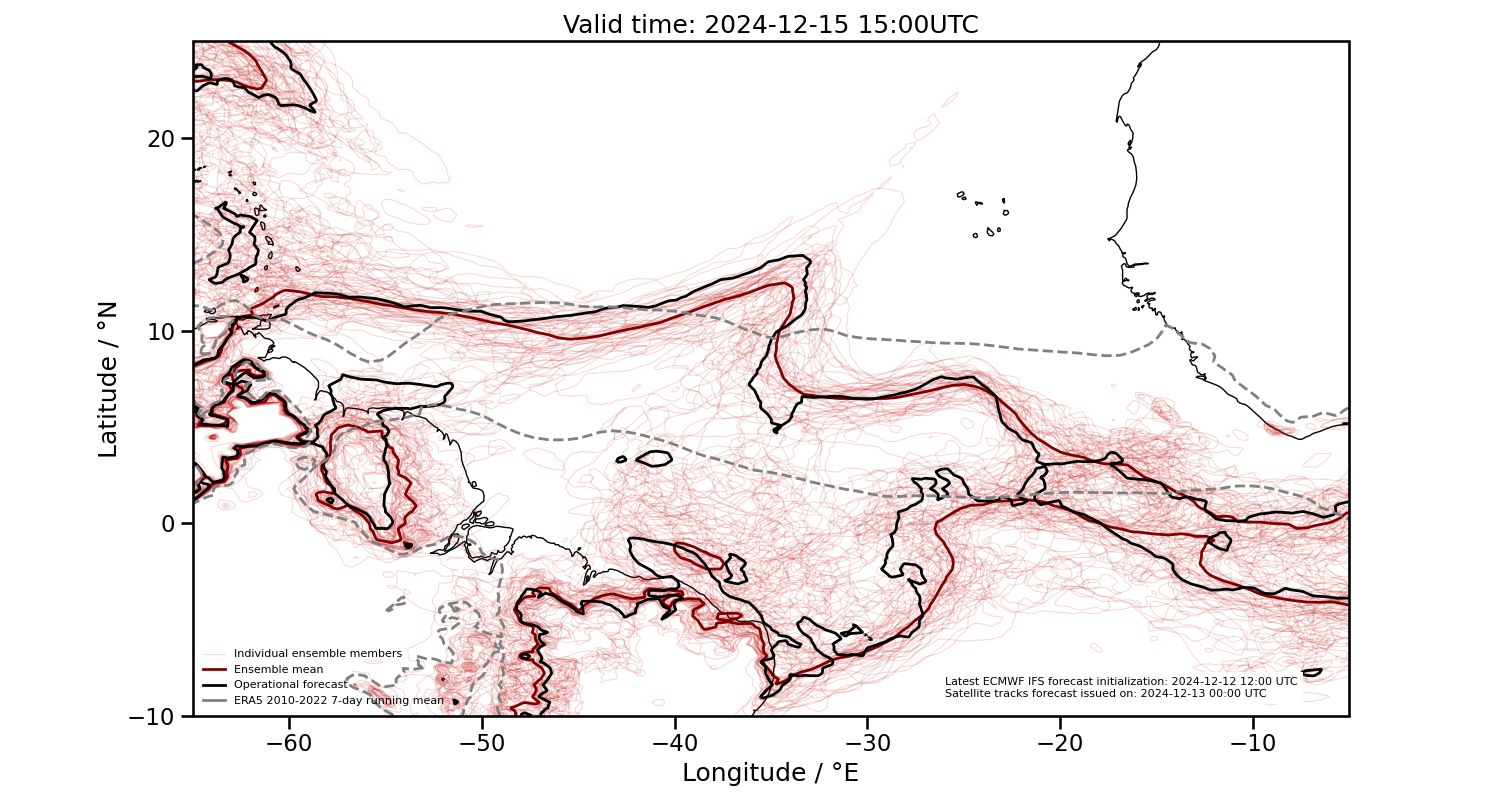 Valid time: 2024-12-15 15:00UTC
Latitude / °N
20
10
0
−10
Individual ensemble members
Ensemble mean
Operational forecast
ERA5 2010-2022 7-day running mean
Latest ECMWF IFS forecast initialization: 2024-12-12 12:00 UTC
Satellite tracks forecast issued on: 2024-12-13 00:00 UTC
−60 −50 −40 −30 −20 −10
Longitude / °E